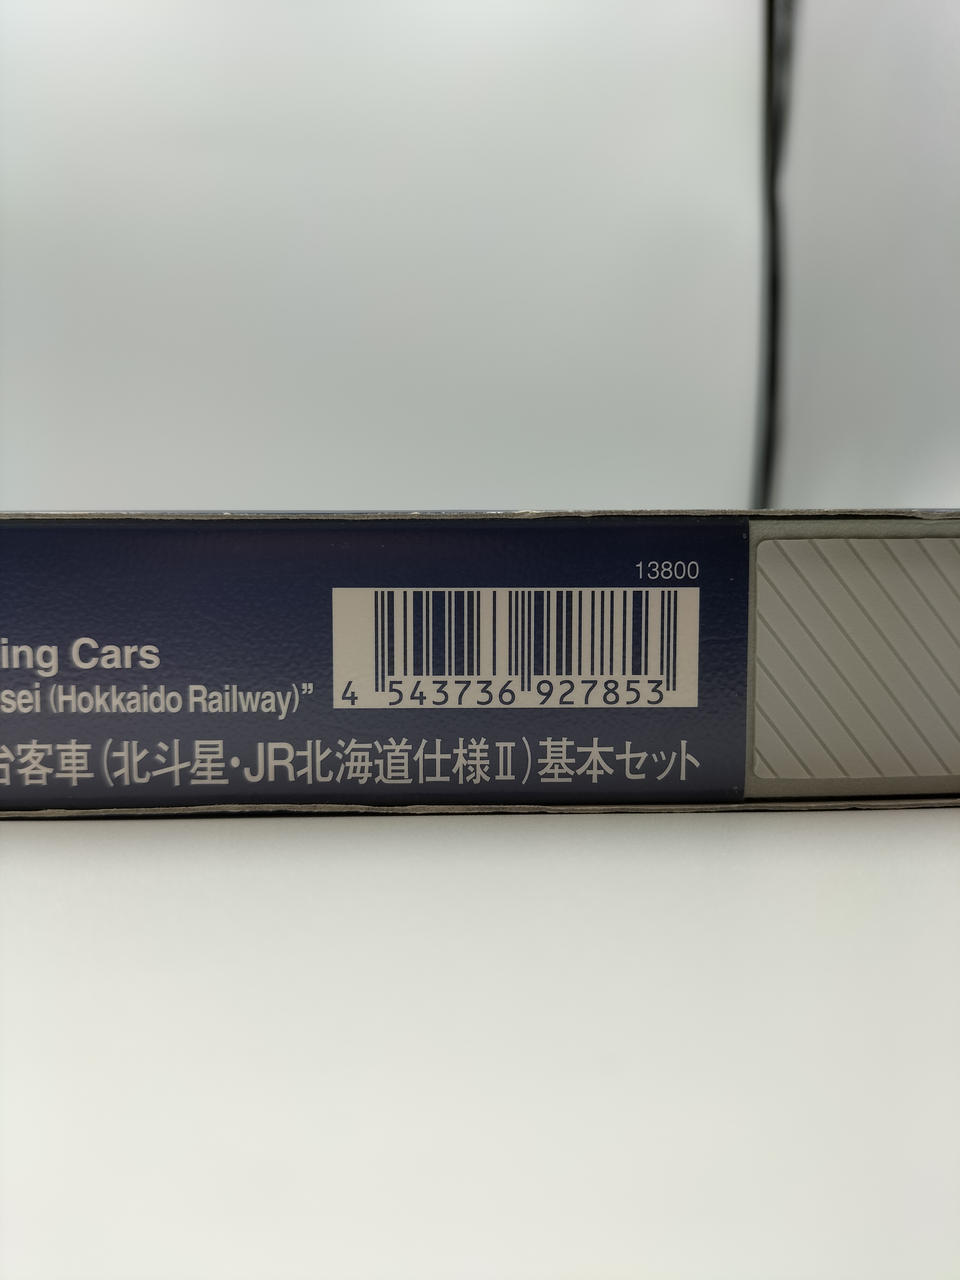 13800
ing Cars
sei (Hokkaido Railway)”
4 543736 927853
客車(北斗星・JR北海道仕様Ⅱ)基本セット